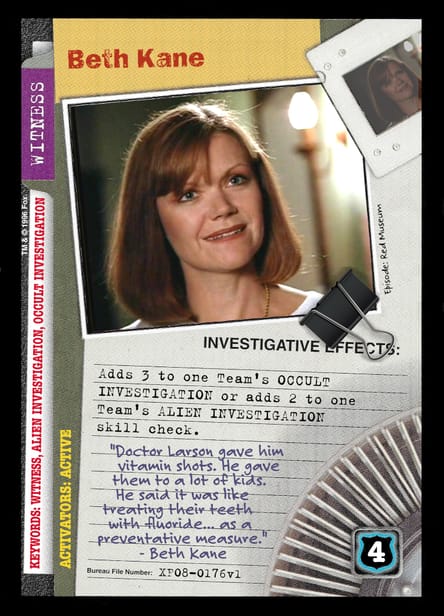 Beth Kane
WITNESS
TM & © 1996 Fox
KEYWORDS: WITNESS, ALIEN INVESTIGATION, OCCULT INVESTIGATION
ACTIVATORS: ACTIVE
Episode: Red Museum
INVESTIGATIVE EFFECTS:
Adds 3 to one Team's OCCULT
INVESTIGATION or adds 2 to one
Team's ALIEN INVESTIGATION
skill check.
"Doctor Larson gave him
vitamin shots. He gave
them to a lot of kids.
He said it was like
treating their teeth
with fluoride... as a
preventative measure."
- Beth Kane
4
Bureau File Number: XF08-0176v1